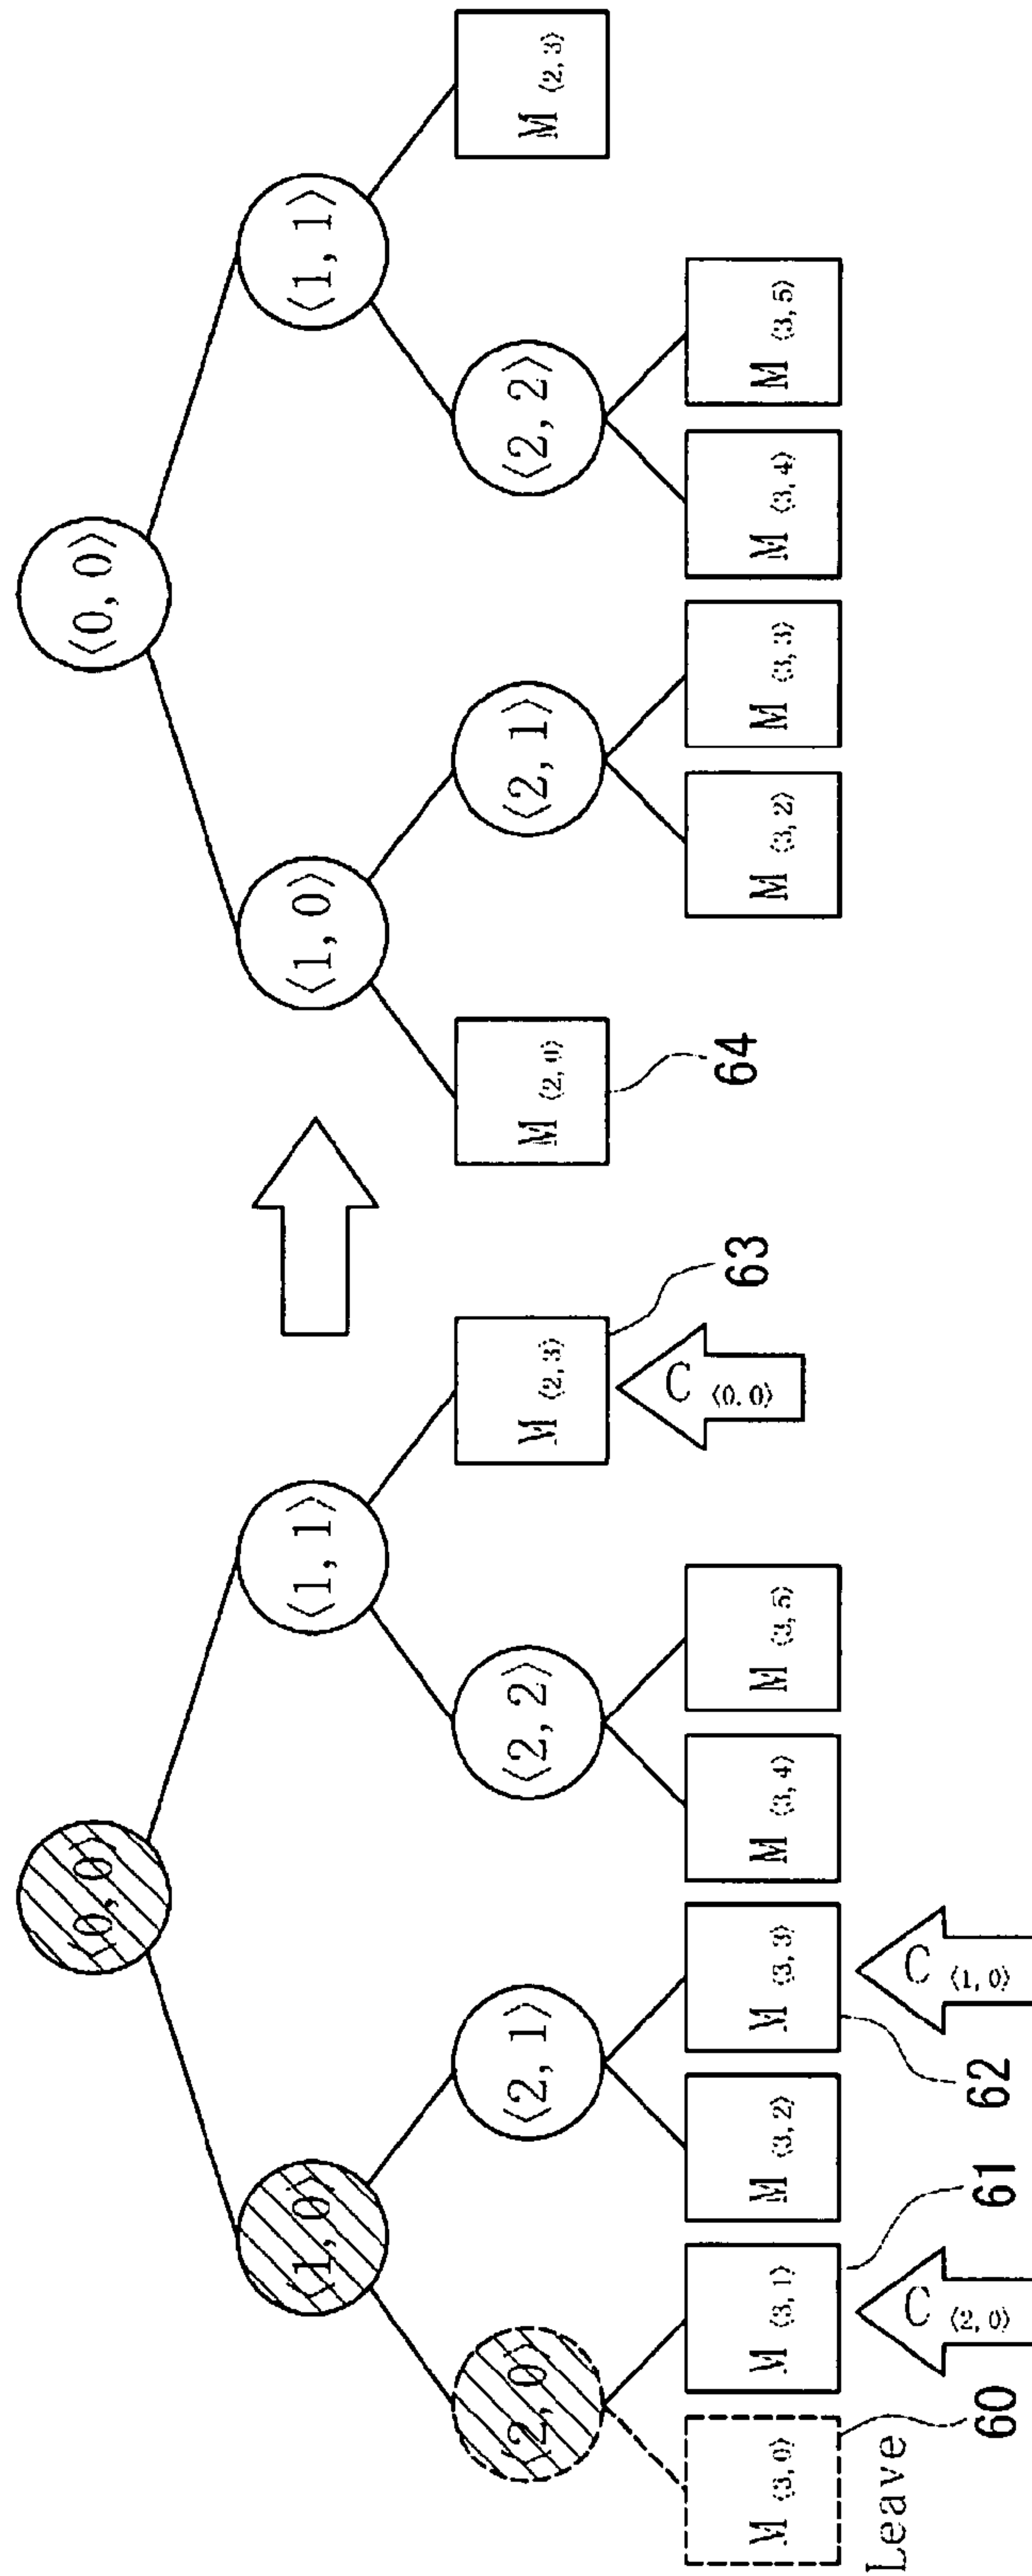 ⟨0, 0⟩
⟨1, 0⟩
⟨1, 1⟩
⟨2, 0⟩
⟨2, 1⟩
⟨2, 2⟩
M ⟨2, 3⟩
63
C ⟨0, 0⟩
M ⟨3, 0⟩
M ⟨3, 1⟩
M ⟨3, 2⟩
M ⟨3, 3⟩
M ⟨3, 4⟩
M ⟨3, 5⟩
Leave
60
61
62
C ⟨2, 0⟩
C ⟨1, 0⟩
⟨0, 0⟩
⟨1, 0⟩
⟨1, 1⟩
M ⟨2, 0⟩
⟨2, 1⟩
⟨2, 2⟩
M ⟨2, 3⟩
64
M ⟨3, 2⟩
M ⟨3, 3⟩
M ⟨3, 4⟩
M ⟨3, 5⟩